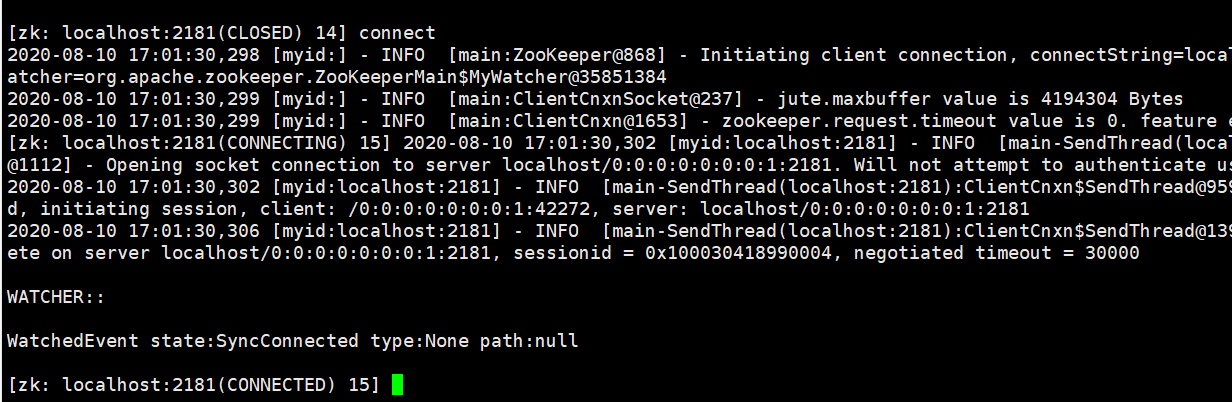 [zk: localhost:2181(CLOSED) 14] connect
2020-08-10 17:01:30,298 [myid:] - INFO  [main:ZooKeeper@868] - Initiating client connection, connectString=local
atcher=org.apache.zookeeper.ZooKeeperMain$MyWatcher@35851384
2020-08-10 17:01:30,299 [myid:] - INFO  [main:ClientCnxnSocket@237] - jute.maxbuffer value is 4194304 Bytes
2020-08-10 17:01:30,299 [myid:] - INFO  [main:ClientCnxn@1653] - zookeeper.request.timeout value is 0. feature e
[zk: localhost:2181(CONNECTING) 15] 2020-08-10 17:01:30,302 [myid:localhost:2181] - INFO  [main-SendThread(local
@1112] - Opening socket connection to server localhost/0:0:0:0:0:0:0:1:2181. Will not attempt to authenticate us
2020-08-10 17:01:30,302 [myid:localhost:2181] - INFO  [main-SendThread(localhost:2181):ClientCnxn$SendThread@959
d, initiating session, client: /0:0:0:0:0:0:0:1:42272, server: localhost/0:0:0:0:0:0:0:1:2181
2020-08-10 17:01:30,306 [myid:localhost:2181] - INFO  [main-SendThread(localhost:2181):ClientCnxn$SendThread@139
ete on server localhost/0:0:0:0:0:0:0:1:2181, sessionid = 0x100030418990004, negotiated timeout = 30000
WATCHER::
WatchedEvent state:SyncConnected type:None path:null
[zk: localhost:2181(CONNECTED) 15]